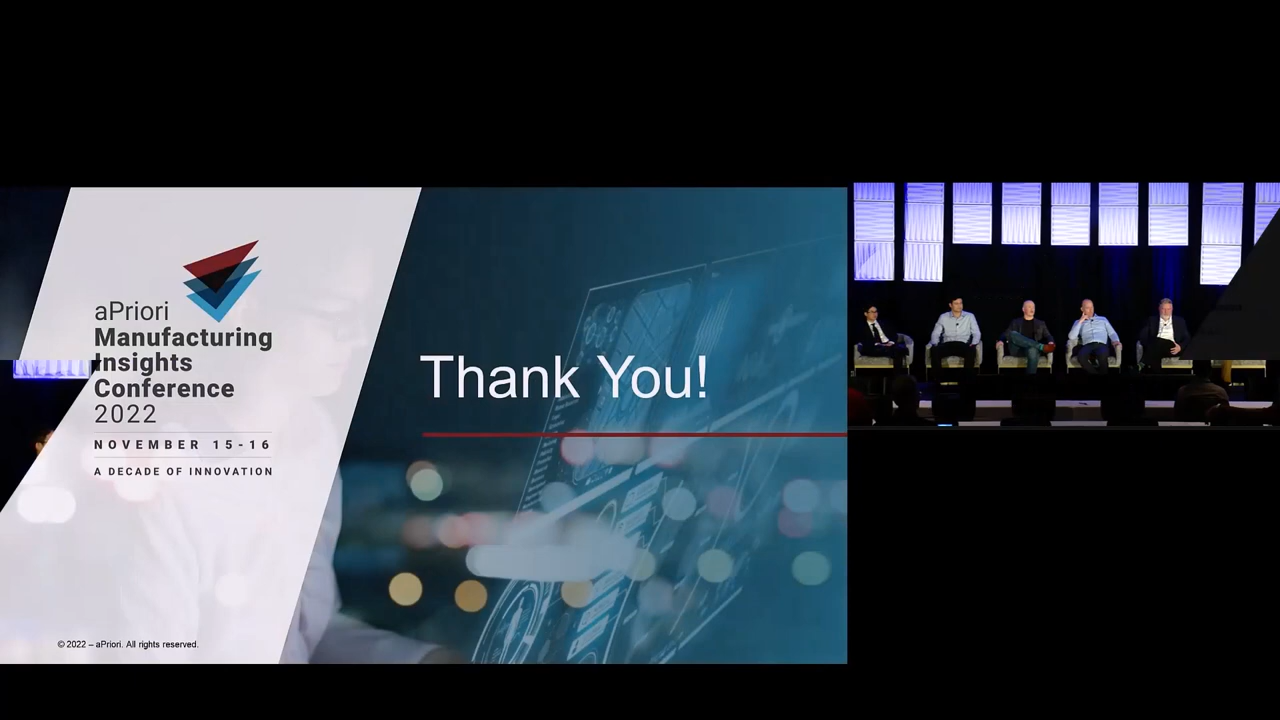 aPriori
Manufacturing
Insights
Conference
2022
NOVEMBER 15-16
A DECADE OF INNOVATION
Thank You!
© 2022 – aPriori. All rights reserved.